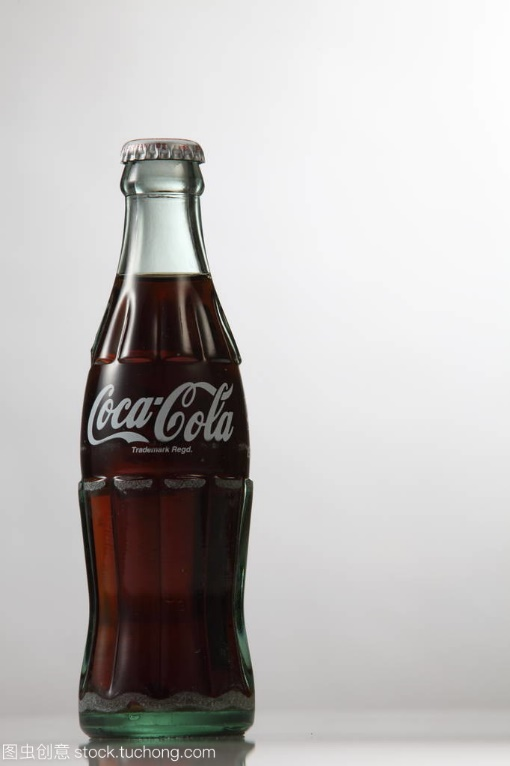 Coca-Cola
Trademark Regd.
图虫创意 stock.tuchong.com